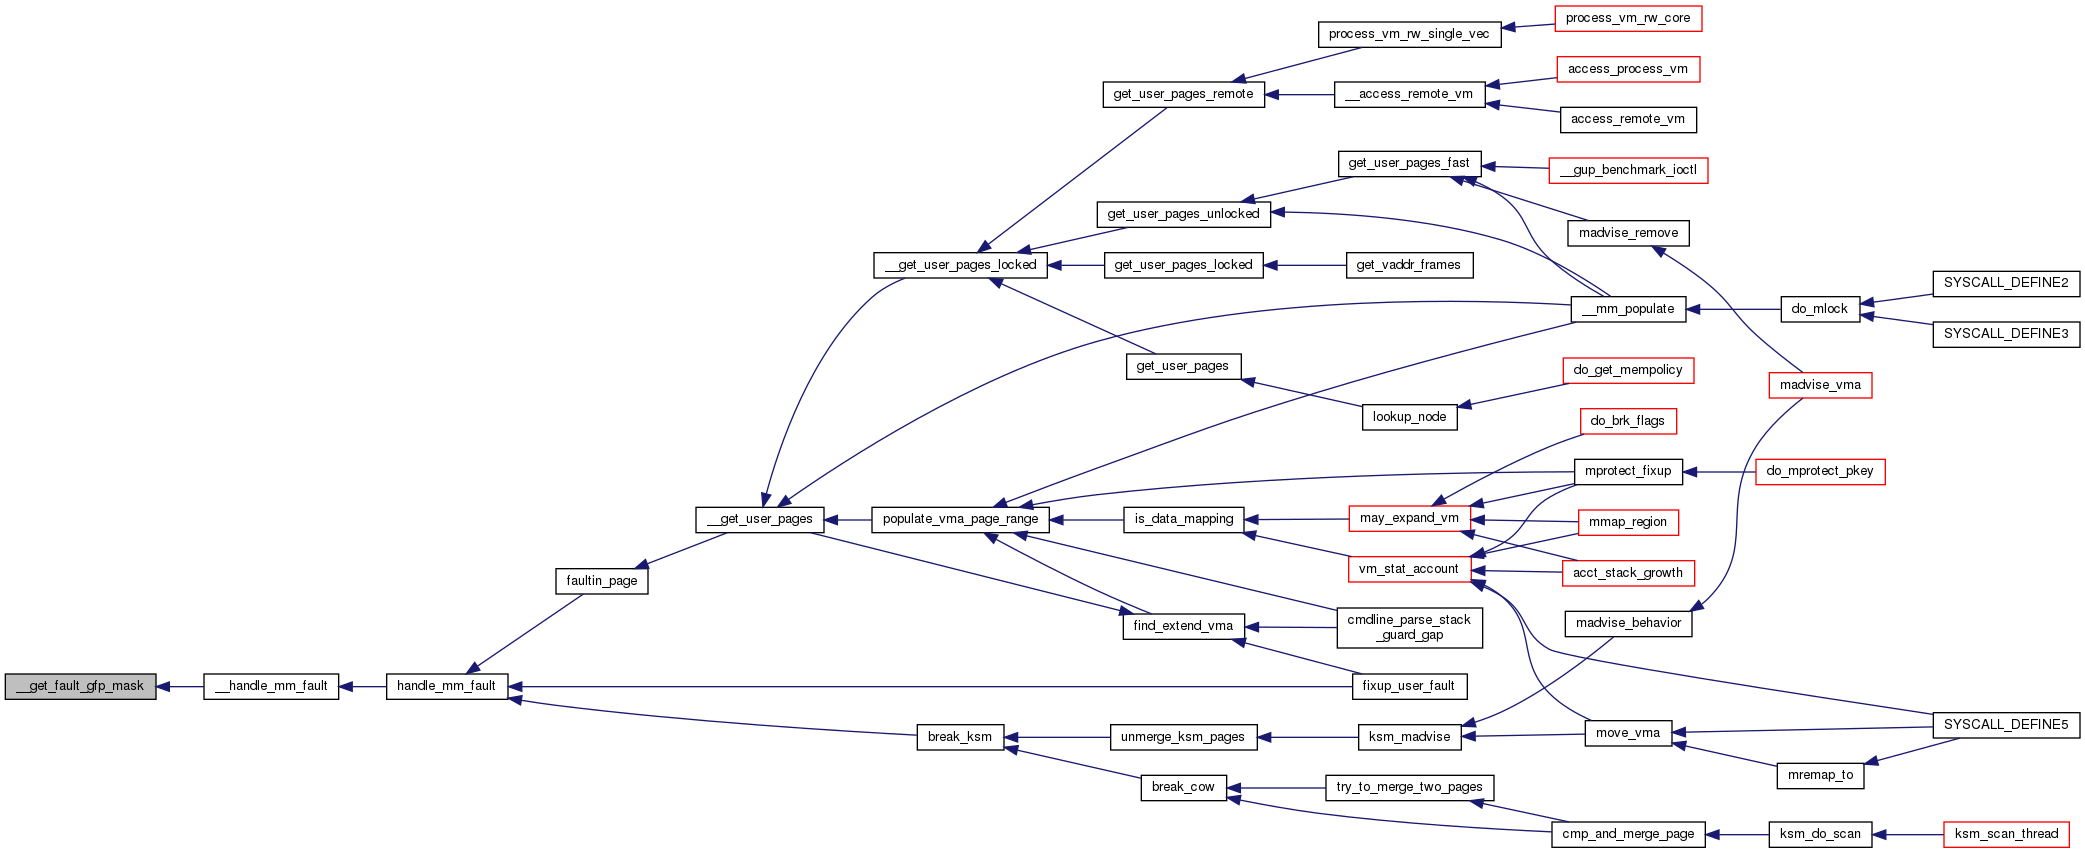 process_vm_rw_core
process_vm_rw_single_vec
access_process_vm
get_user_pages_remote
__access_remote_vm
access_remote_vm
get_user_pages_fast
__gup_benchmark_ioctl
get_user_pages_unlocked
madvise_remove
__get_user_pages_locked
get_user_pages_locked
get_vaddr_frames
SYSCALL_DEFINE2
__mm_populate
do_mlock
SYSCALL_DEFINE3
get_user_pages
do_get_mempolicy
madvise_vma
lookup_node
do_brk_flags
mprotect_fixup
do_mprotect_pkey
__get_user_pages
populate_vma_page_range
is_data_mapping
may_expand_vm
mmap_region
faultin_page
vm_stat_account
acct_stack_growth
find_extend_vma
cmdline_parse_stack
_guard_gap
madvise_behavior
__get_fault_gfp_mask
__handle_mm_fault
handle_mm_fault
fixup_user_fault
break_ksm
unmerge_ksm_pages
ksm_madvise
move_vma
SYSCALL_DEFINE5
mremap_to
break_cow
try_to_merge_two_pages
cmp_and_merge_page
ksm_do_scan
ksm_scan_thread